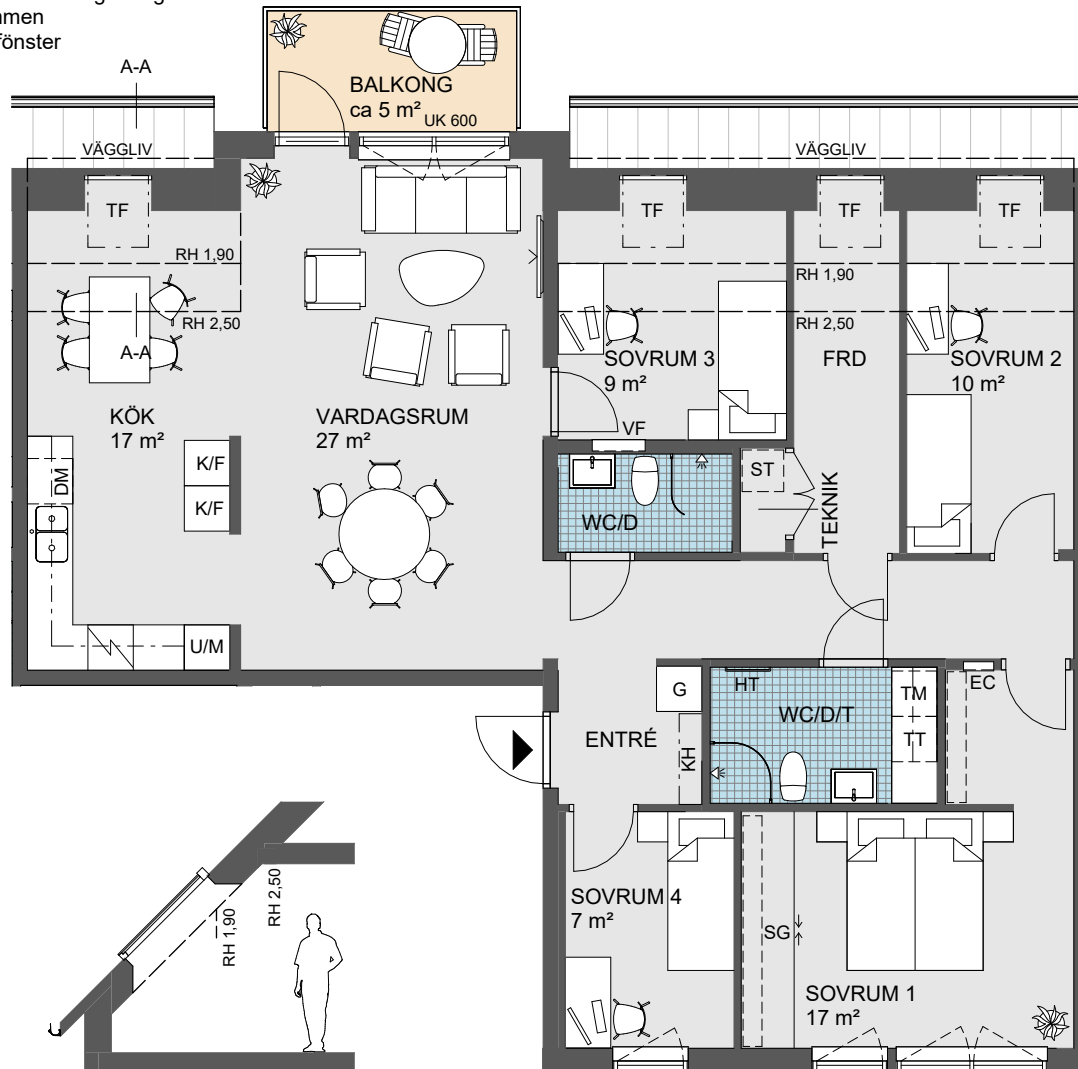 mmen
fönster
A-A
BALKONG
ca 5 m²
UK 600
VÄGGLIV
VÄGGLIV
TF
TF
TF
TF
RH 1,90
RH 1,90
RH 2,50
RH 2,50
A-A
SOVRUM 3
9 m²
FRD
SOVRUM 2
10 m²
KÖK
17 m²
VARDAGSRUM
27 m²
VF
K/F
K/F
DM
ST
WC/D
TEKNIK
U/M
G
HT
WC/D/T
TM
TT
EC
ENTRÉ
KH
RH 2,50
RH 1,90
SOVRUM 4
7 m²
SG
SOVRUM 1
17 m²